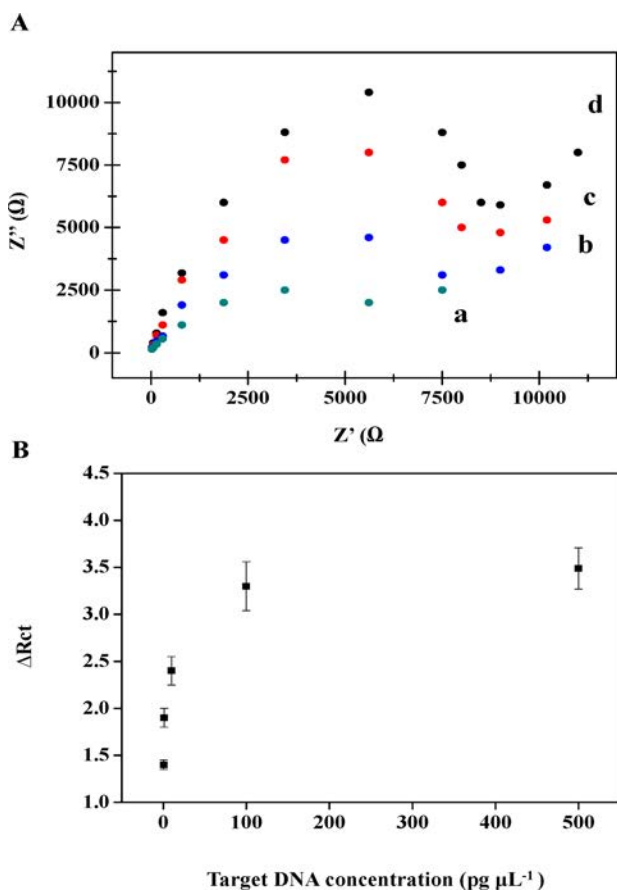 A
10000
7500
5000
2500
0
Z'' (Ω)
d
c
b
a
0 2500 5000 7500 10000
Z' (Ω
B
4.5
4.0
3.5
3.0
2.5
2.0
1.5
1.0
ΔRct
0 100 200 300 400 500
Target DNA concentration (pg μL⁻¹)